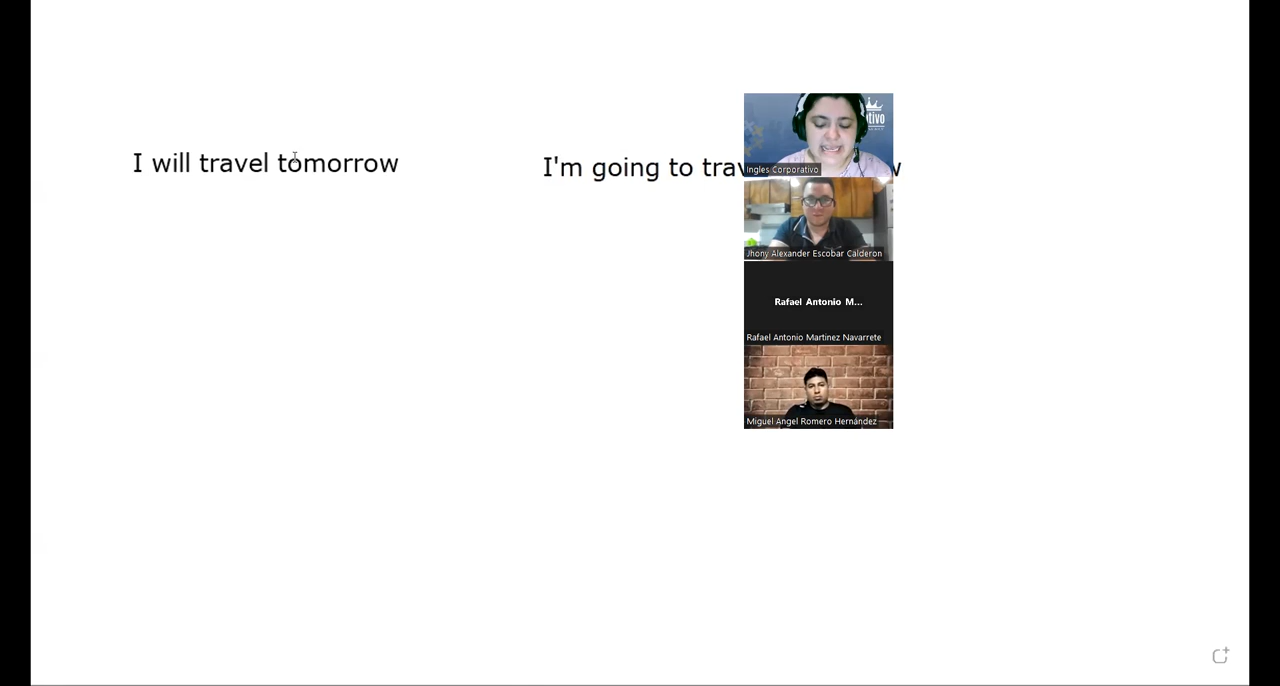 I will travel tomorrow
I'm going to
Ingles Corporativo
Jhony Alexander Escobar Calderon
Rafael Antonio M...
Rafael Antonio Martinez Navarrete
Miguel Angel Romero Hernández